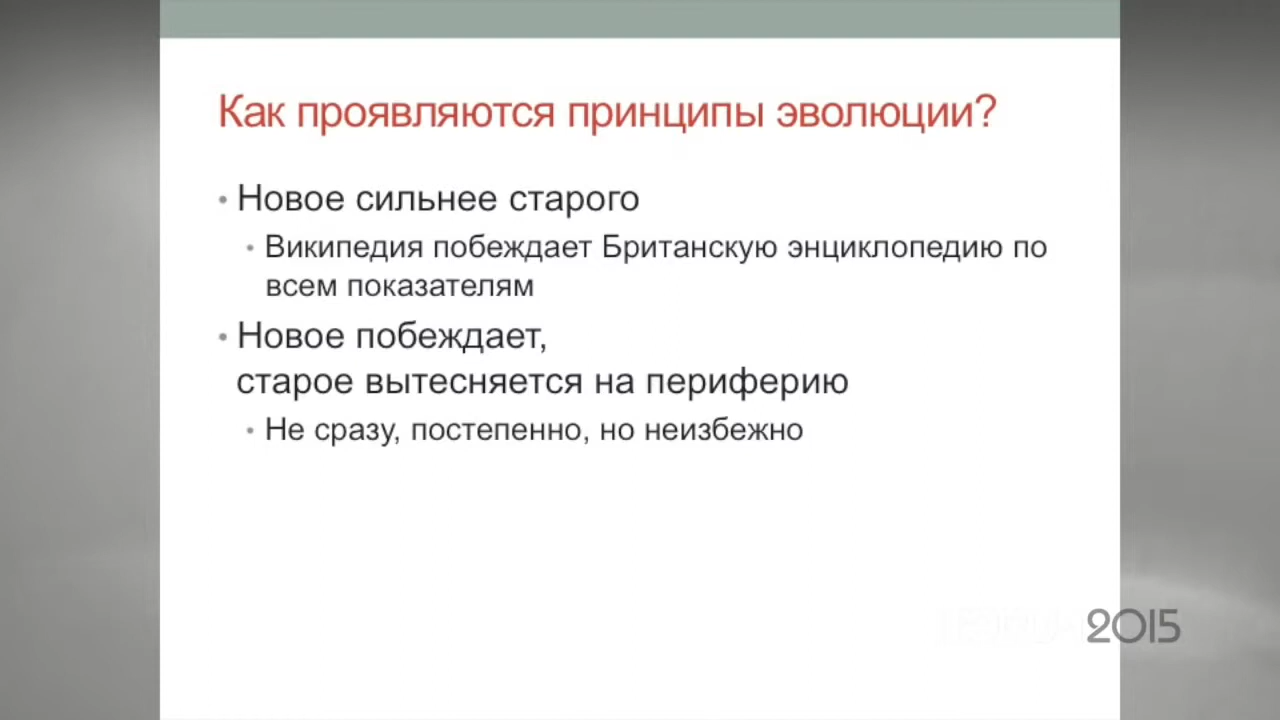 Как проявляются принципы эволюции?
• Новое сильнее старого
• Википедия побеждает Британскую энциклопедию по
всем показателям
• Новое побеждает,
старое вытесняется на периферию
• Не сразу, постепенно, но неизбежно
2015